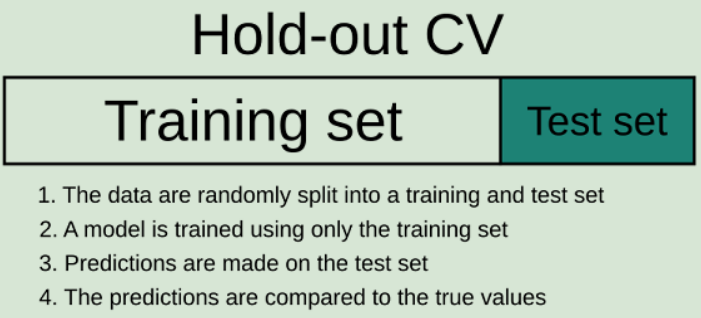 Hold-out CV
Training set
Test set
1. The data are randomly split into a training and test set
2. A model is trained using only the training set
3. Predictions are made on the test set
4. The predictions are compared to the true values